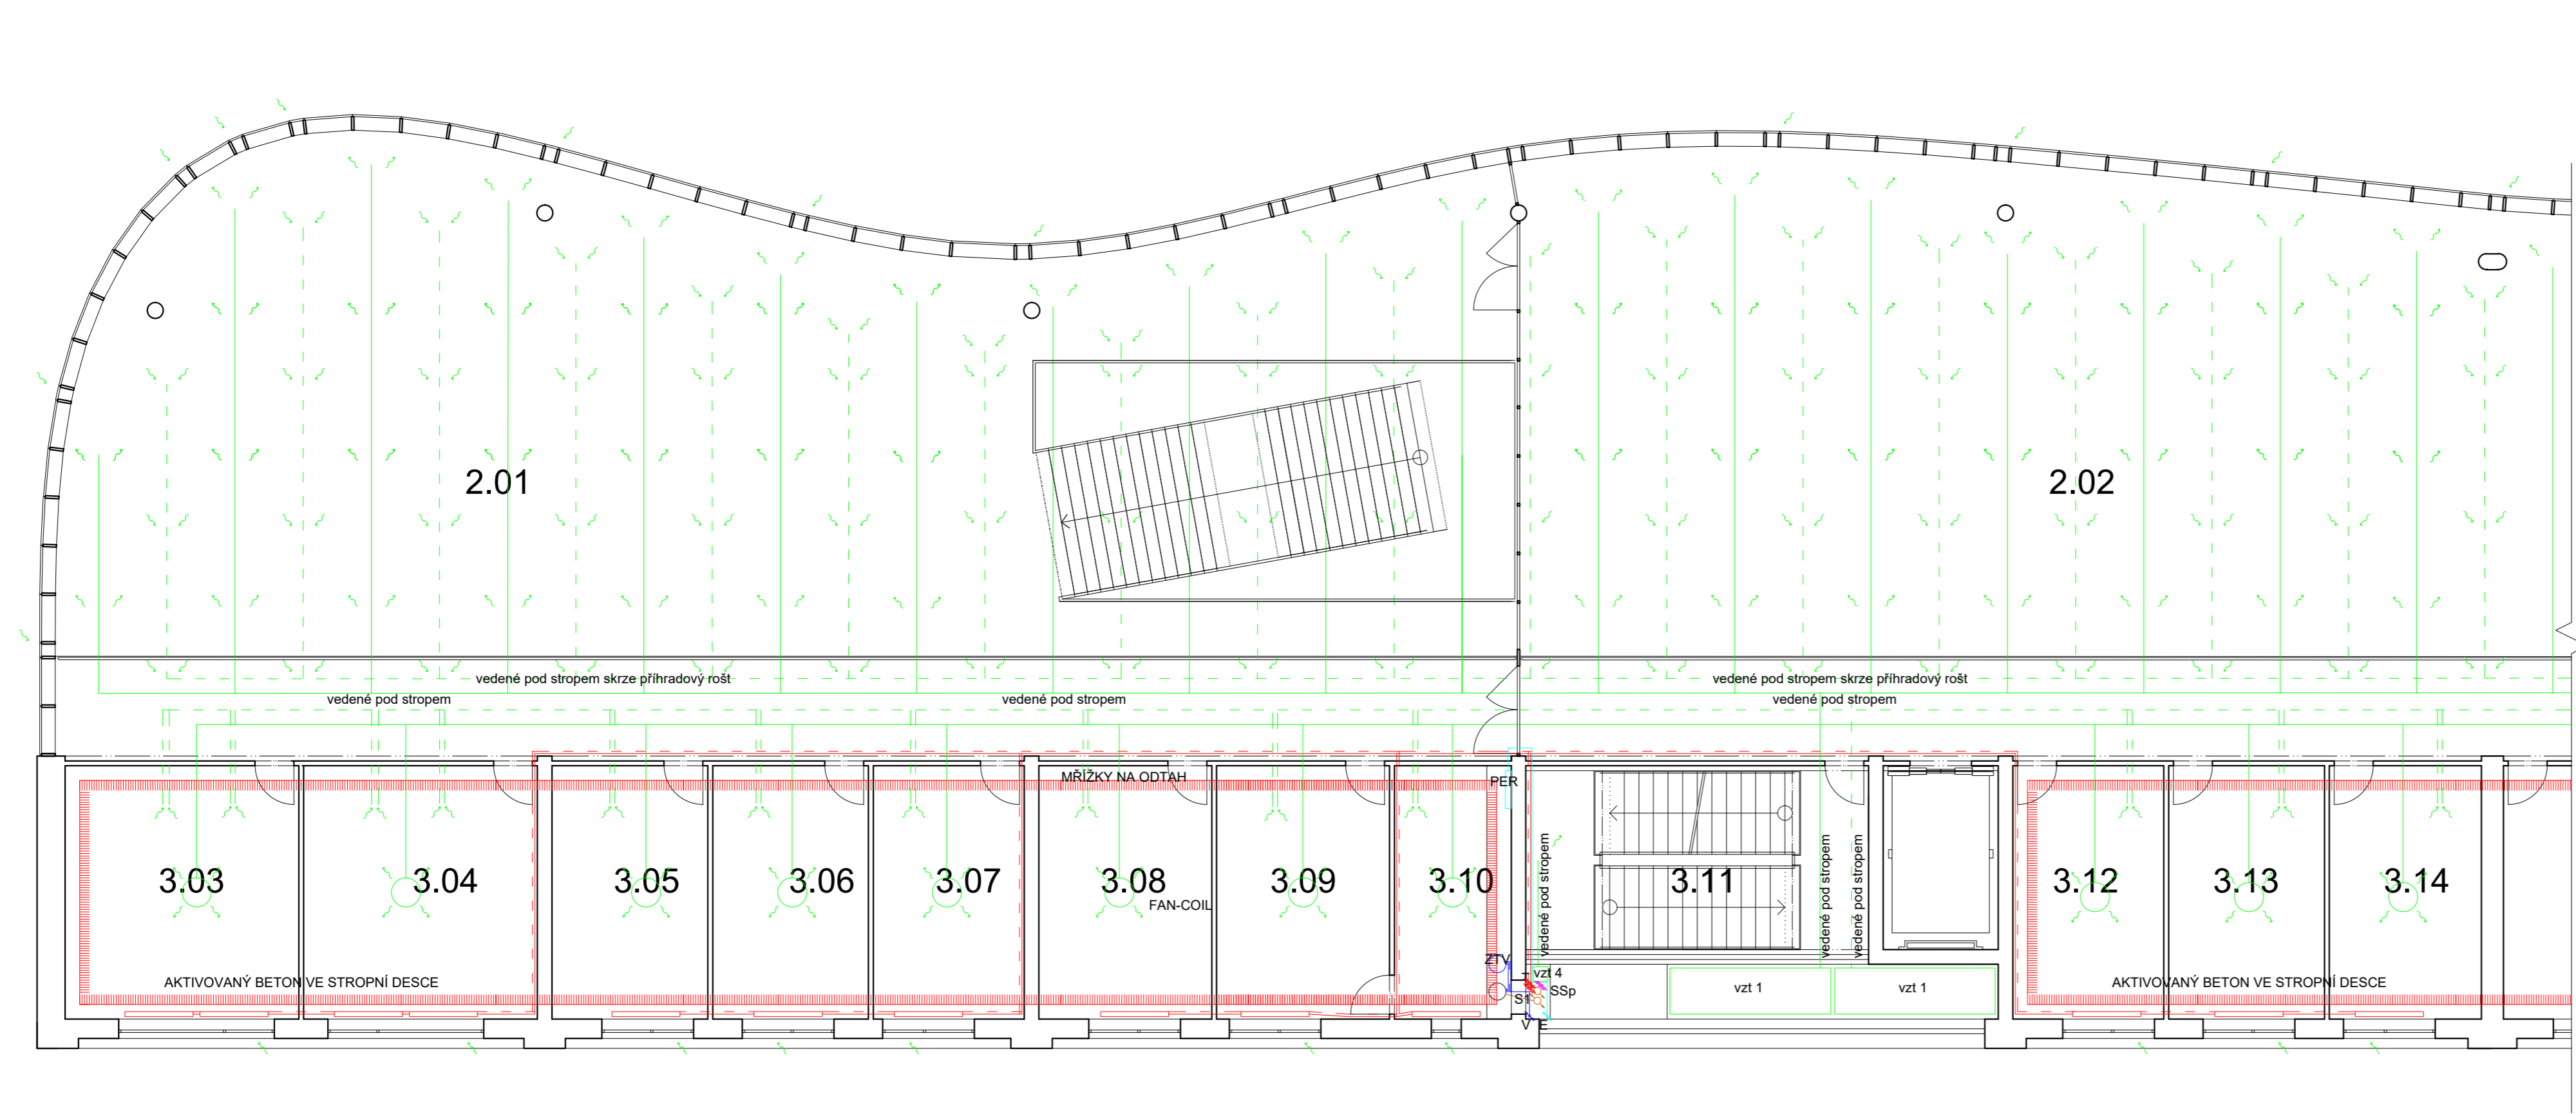 2.01
2.02
vedené pod stropem skrze příhradový rošt
vedené pod stropem skrze příhradový rošt
vedené pod stropem
vedené pod stropem
vedené pod stropem
MŘÍŽKY NA ODTAH
PER
3.03
3.04
3.05
3.06
3.07
3.08
3.09
3.10
3.11
3.12
3.13
3.14
FAN-COIL
vedené pod stropem
vedené pod stropem
vedené pod stropem
ZTV
vzt 4
AKTIVOVANÝ BETON VE STROPNÍ DESCE
S1
SSp
vzt 1
vzt 1
AKTIVOVANÝ BETON VE STROPNÍ DESCE
V
E